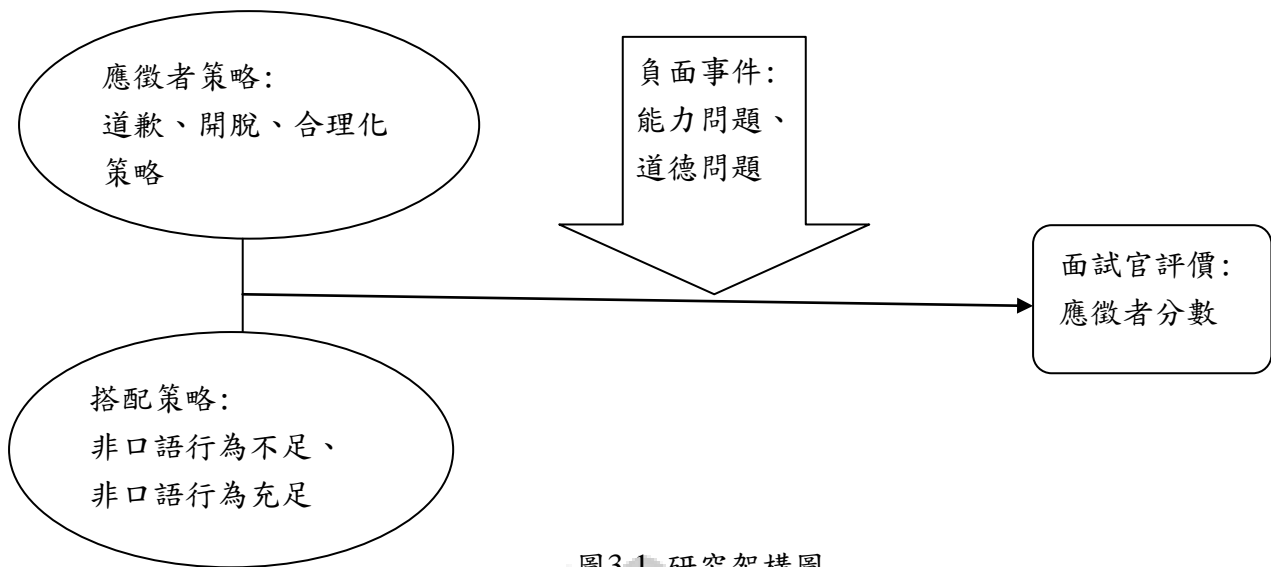 應徵者策略:
道歉、開脫、合理化
策略
負面事件:
能力問題、
道德問題
面試官評價:
應徵者分數
搭配策略:
非口語行為不足、
非口語行為充足
圖3.1 研究架構圖